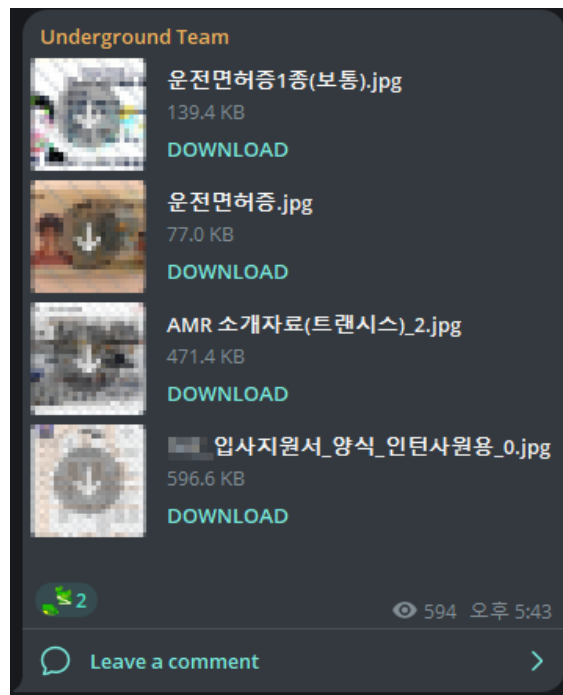 Underground Team
운전면허증1종(보통).jpg
139.4 KB
DOWNLOAD
운전면허증.jpg
77.0 KB
DOWNLOAD
AMR 소개자료(트랜시스)_2.jpg
471.4 KB
DOWNLOAD
_입사지원서_양식_인턴사원용_0.jpg
596.6 KB
DOWNLOAD
2
594 오후 5:43
Leave a comment